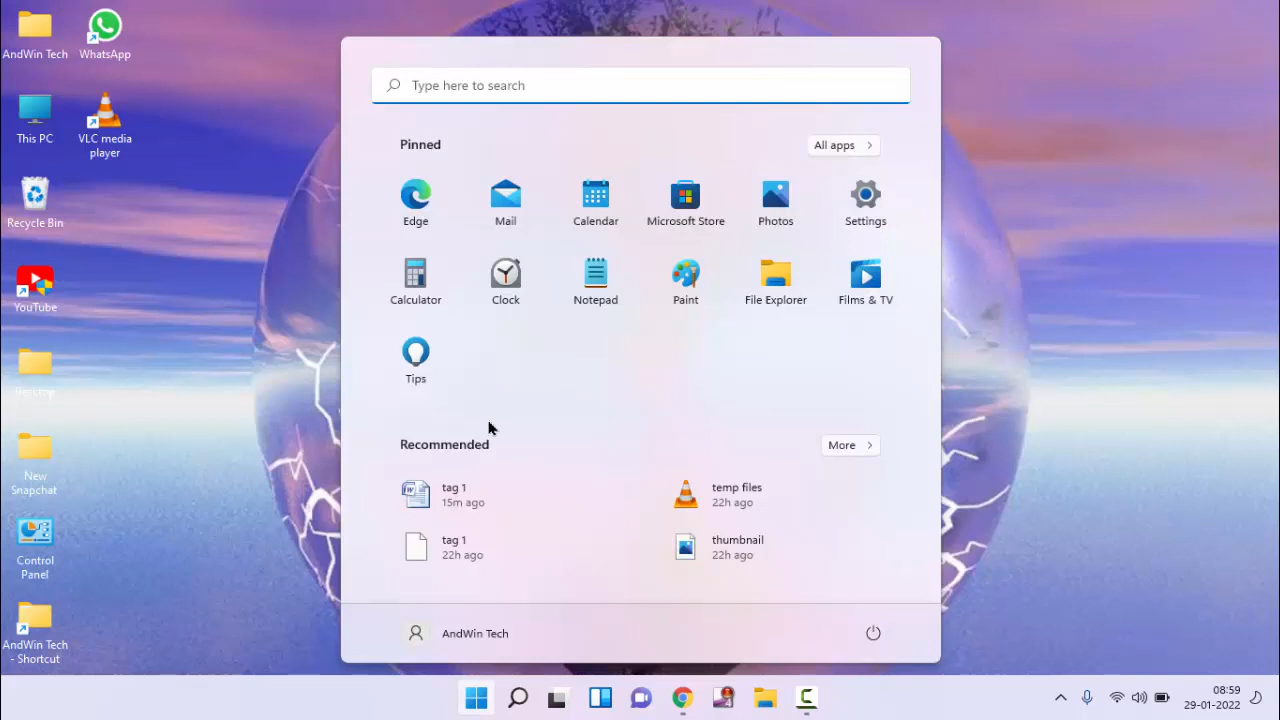 AndWin Tech
WhatsApp
This PC
VLC media
player
Recycle Bin
YouTube
Desktop
New
Snapchat
Control
Panel
AndWin Tech
- Shortcut
Type here to search
Pinned
All apps
Edge
Mail
Calendar
Microsoft Store
Photos
Settings
Calculator
Clock
Notepad
Paint
File Explorer
Films & TV
Tips
Recommended
More
tag 1
15m ago
temp files
22h ago
tag 1
22h ago
thumbnail
22h ago
AndWin Tech
08:59
29-01-2022